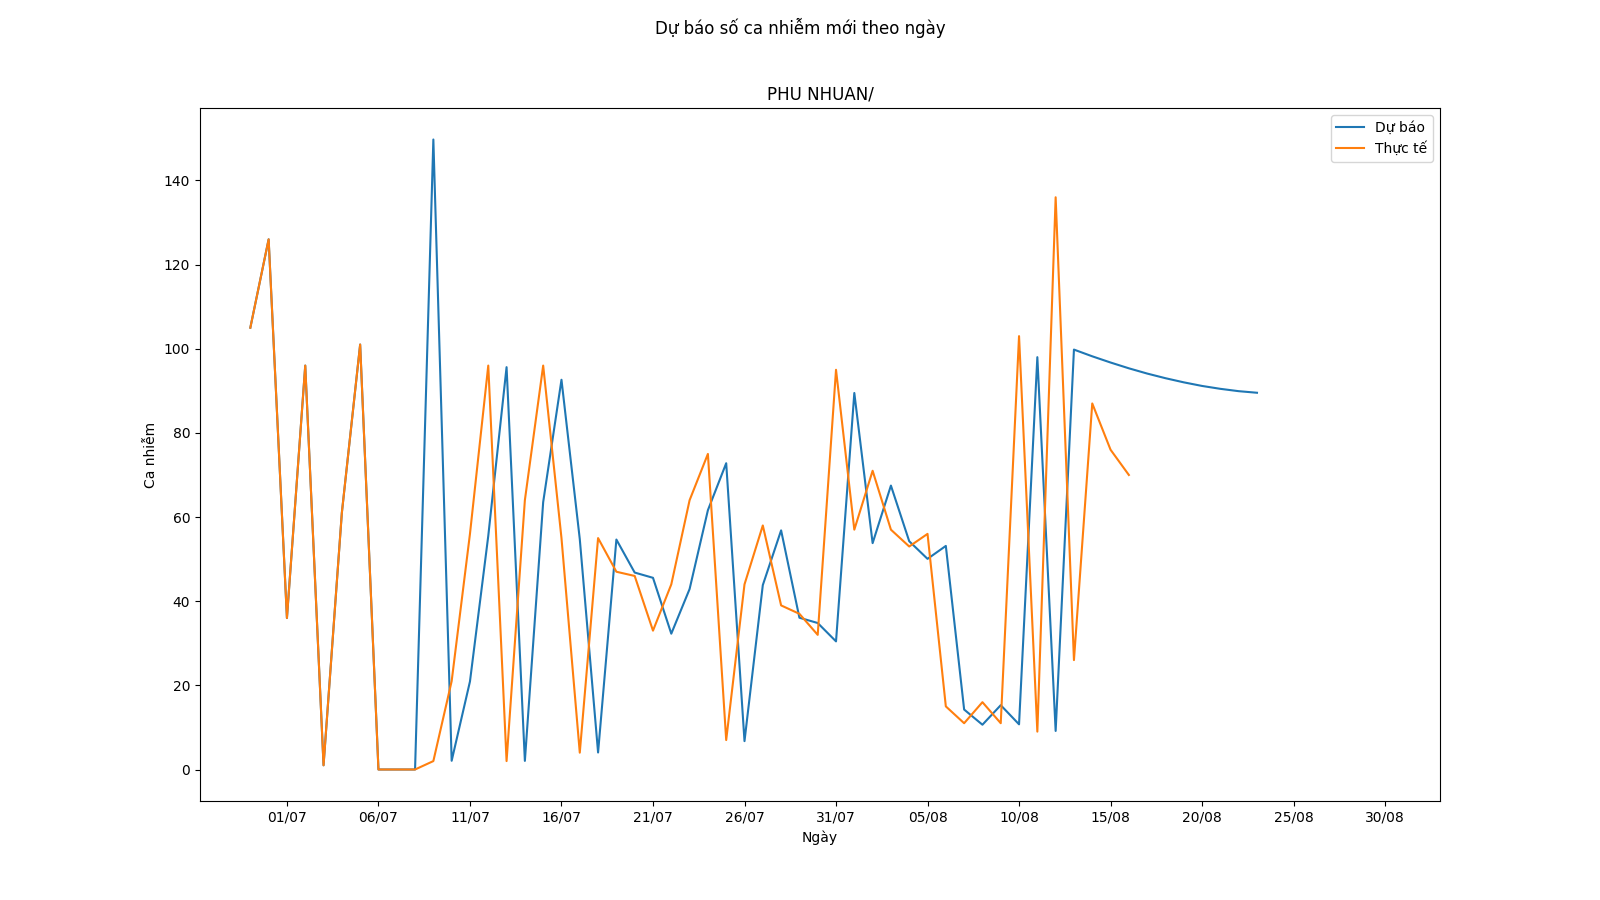 Dự báo số ca nhiễm mới theo ngày
PHU NHUAN/
Dự báo
Thực tế
140
120
100
80
60
40
20
0
Ca nhiễm
01/07 06/07 11/07 16/07 21/07 26/07 31/07 05/08 10/08 15/08 20/08 25/08 30/08
Ngày